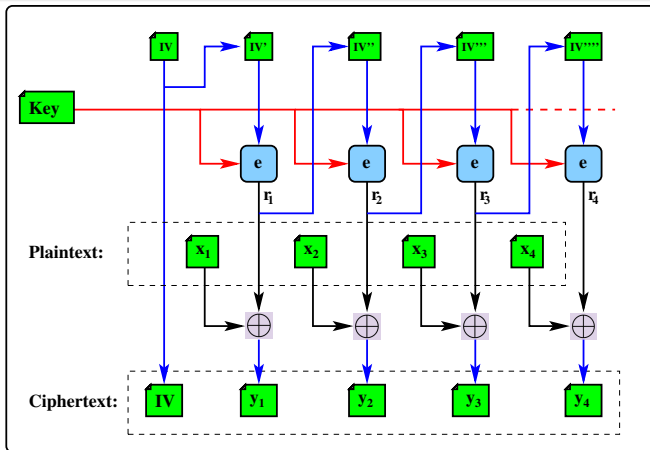 IV IV' IV'' IV''' IV''''
Key
e e e e
r₁ r₂ r₃ r₄
Plaintext: x₁ x₂ x₃ x₄
Ciphertext: IV y₁ y₂ y₃ y₄